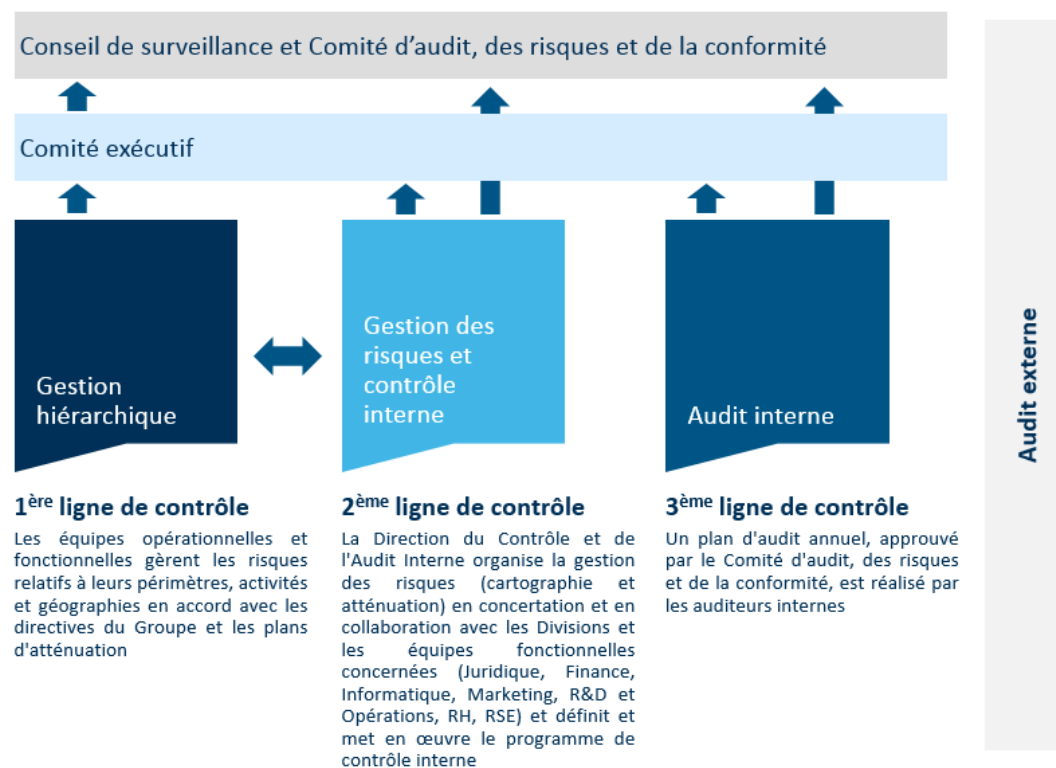 Conseil de surveillance et Comité d’audit, des risques et de la conformité
Comité exécutif
Gestion
hiérarchique
Gestion des
risques et
contrôle
interne
Audit interne
Audit externe
1ère ligne de contrôle
Les équipes opérationnelles et
fonctionnelles gèrent les risques
relatifs à leurs périmètres, activités
et géographies en accord avec les
directives du Groupe et les plans
d'atténuation
2ème ligne de contrôle
La Direction du Contrôle et de
l'Audit Interne organise la gestion
des risques (cartographie et
atténuation) en concertation et en
collaboration avec les Divisions et
les équipes fonctionnelles
concernées (Juridique, Finance,
Informatique, Marketing, R&D et
Opérations, RH, RSE) et définit et
met en œuvre le programme de
contrôle interne
3ème ligne de contrôle
Un plan d'audit annuel, approuvé
par le Comité d'audit, des risques
et de la conformité, est réalisé par
les auditeurs internes